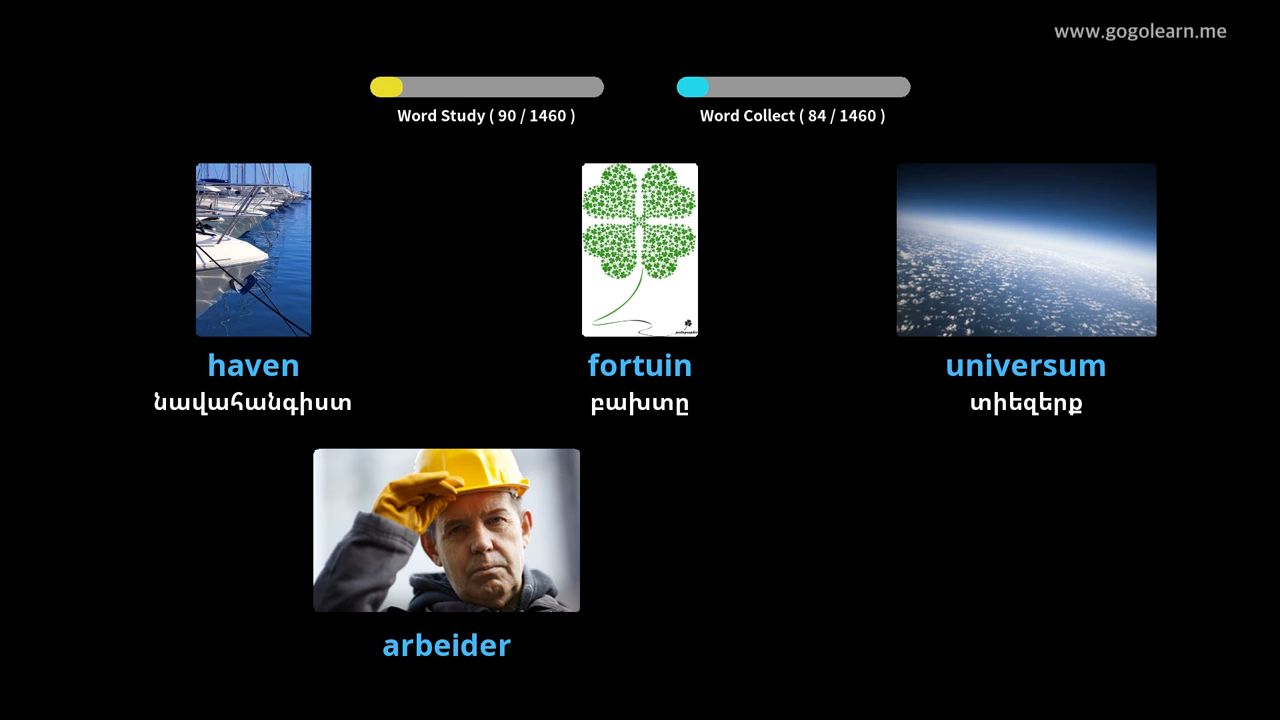 www.gogolearn.me
Word Study ( 90 / 1460 )
Word Collect ( 84 / 1460 )
haven
fortuin
universum
նավահանգիստ
բախտը
տիեզերք
arbeider